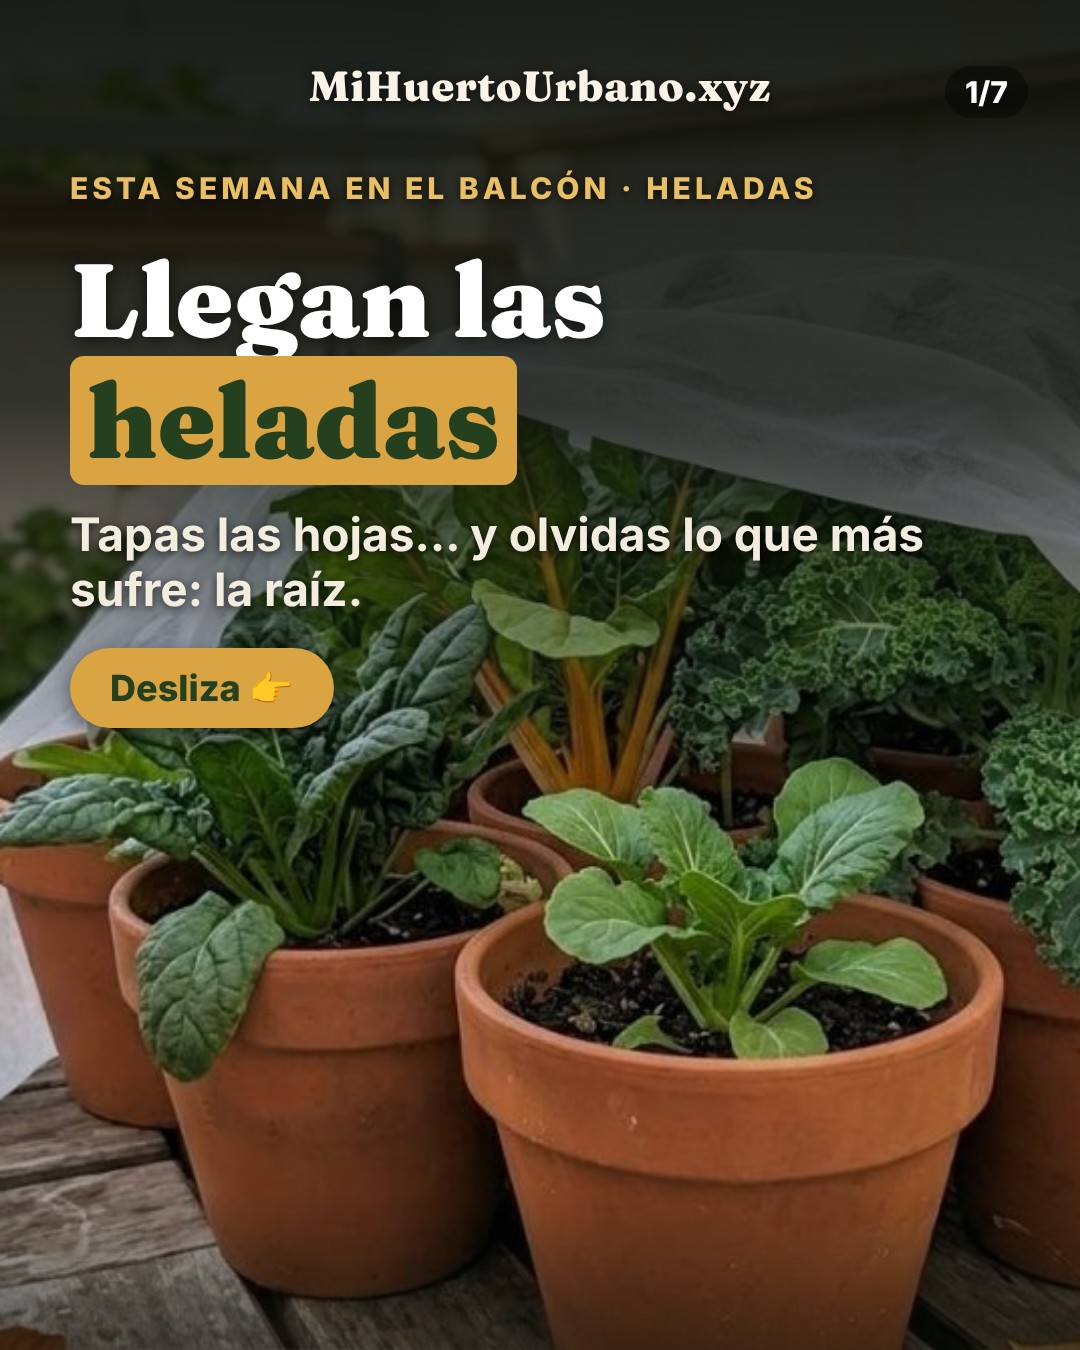 MiHuertoUrbano.xyz
1/7
ESTA SEMANA EN EL BALCÓN · HELADAS
Llegan las
heladas
Tapas las hojas... y olvidas lo que más
sufre: la raíz.
Desliza 👉